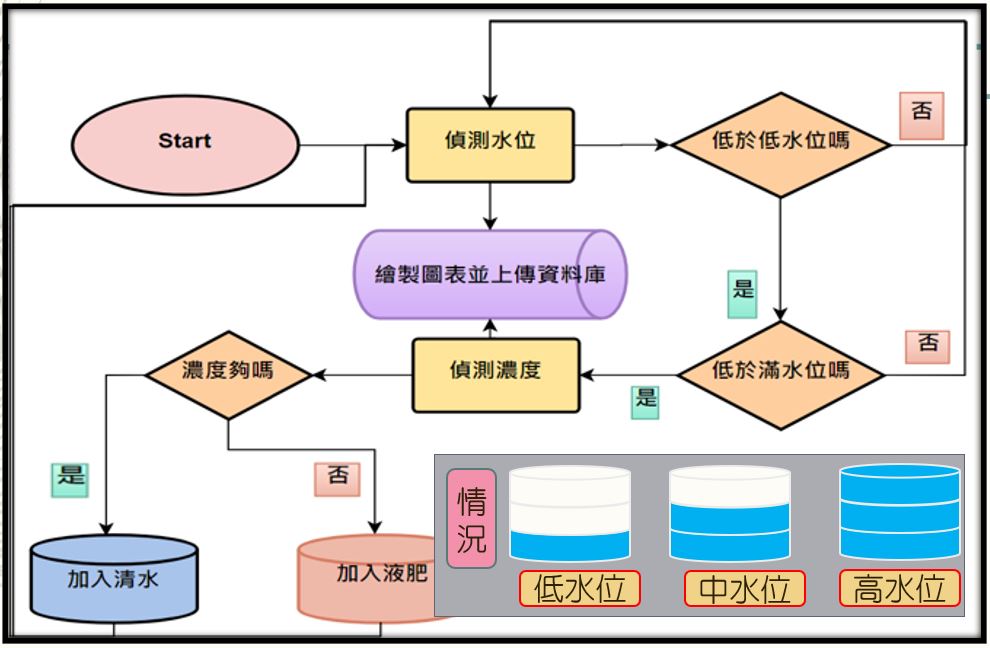 Start
偵測水位
低於低水位嗎
否
繪製圖表並上傳資料庫
是
濃度夠嗎
偵測濃度
低於滿水位嗎
否
是
是
否
加入清水
加入液肥
情況
低水位
中水位
高水位